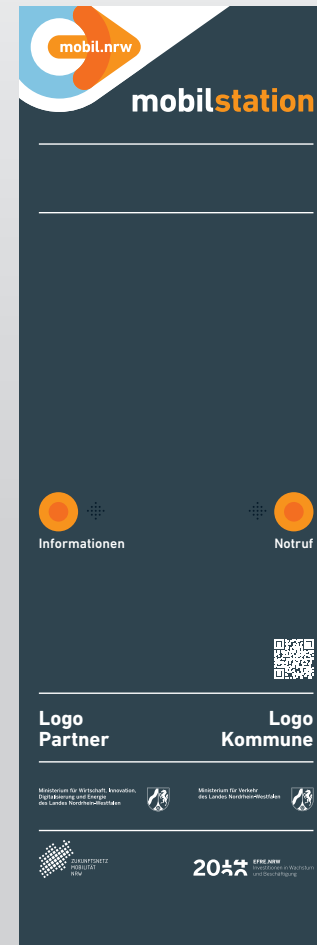 mobil.nrw
mobilstation
Informationen
Notruf
Logo
Partner
Logo
Kommune
Ministerium für Wirtschaft, Innovation,
Digitalisierung und Energie
des Landes Nordrhein-Westfalen
Ministerium für Verkehr
des Landes Nordrhein-Westfalen
ZUKUNFTSNETZ
MOBILITÄT
NRW
EFRE.NRW
Investitionen in Wachstum
und Beschäftigung